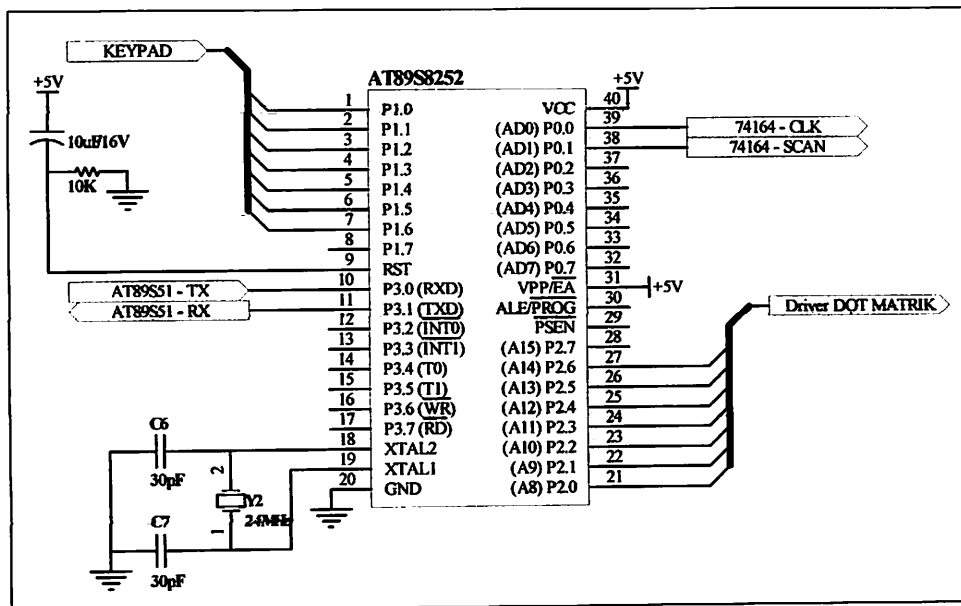 KEYPAD
+5V
10uF/16V
10K
AT89S8252
1 P1.0
2 P1.1
3 P1.2
4 P1.3
5 P1.4
6 P1.5
7 P1.6
8 P1.7
9 RST
10 P3.0 (RXD)
11 P3.1 (TXD)
12 P3.2 (INT0)
13 P3.3 (INT1)
14 P3.4 (T0)
15 P3.5 (T1)
16 P3.6 (WR)
17 P3.7 (RD)
18 XTAL2
19 XTAL1
20 GND
AT89S51 - TX
AT89S51 - RX
+5V
VCC 40
(AD0) P0.0 39
(AD1) P0.1 38
(AD2) P0.2 37
(AD3) P0.3 36
(AD4) P0.4 35
(AD5) P0.5 34
(AD6) P0.6 33
(AD7) P0.7 32
VPP/EA 31
ALE/PROG 30
PSEN 29
(A15) P2.7 28
(A14) P2.6 27
(A13) P2.5 26
(A12) P2.4 25
(A11) P2.3 24
(A10) P2.2 23
(A9) P2.1 22
(A8) P2.0 21
74164 - CLK
74164 - SCAN
+5V
Driver DOT MATRIK
C6
30pF
2
Y2
1
C7
30pF